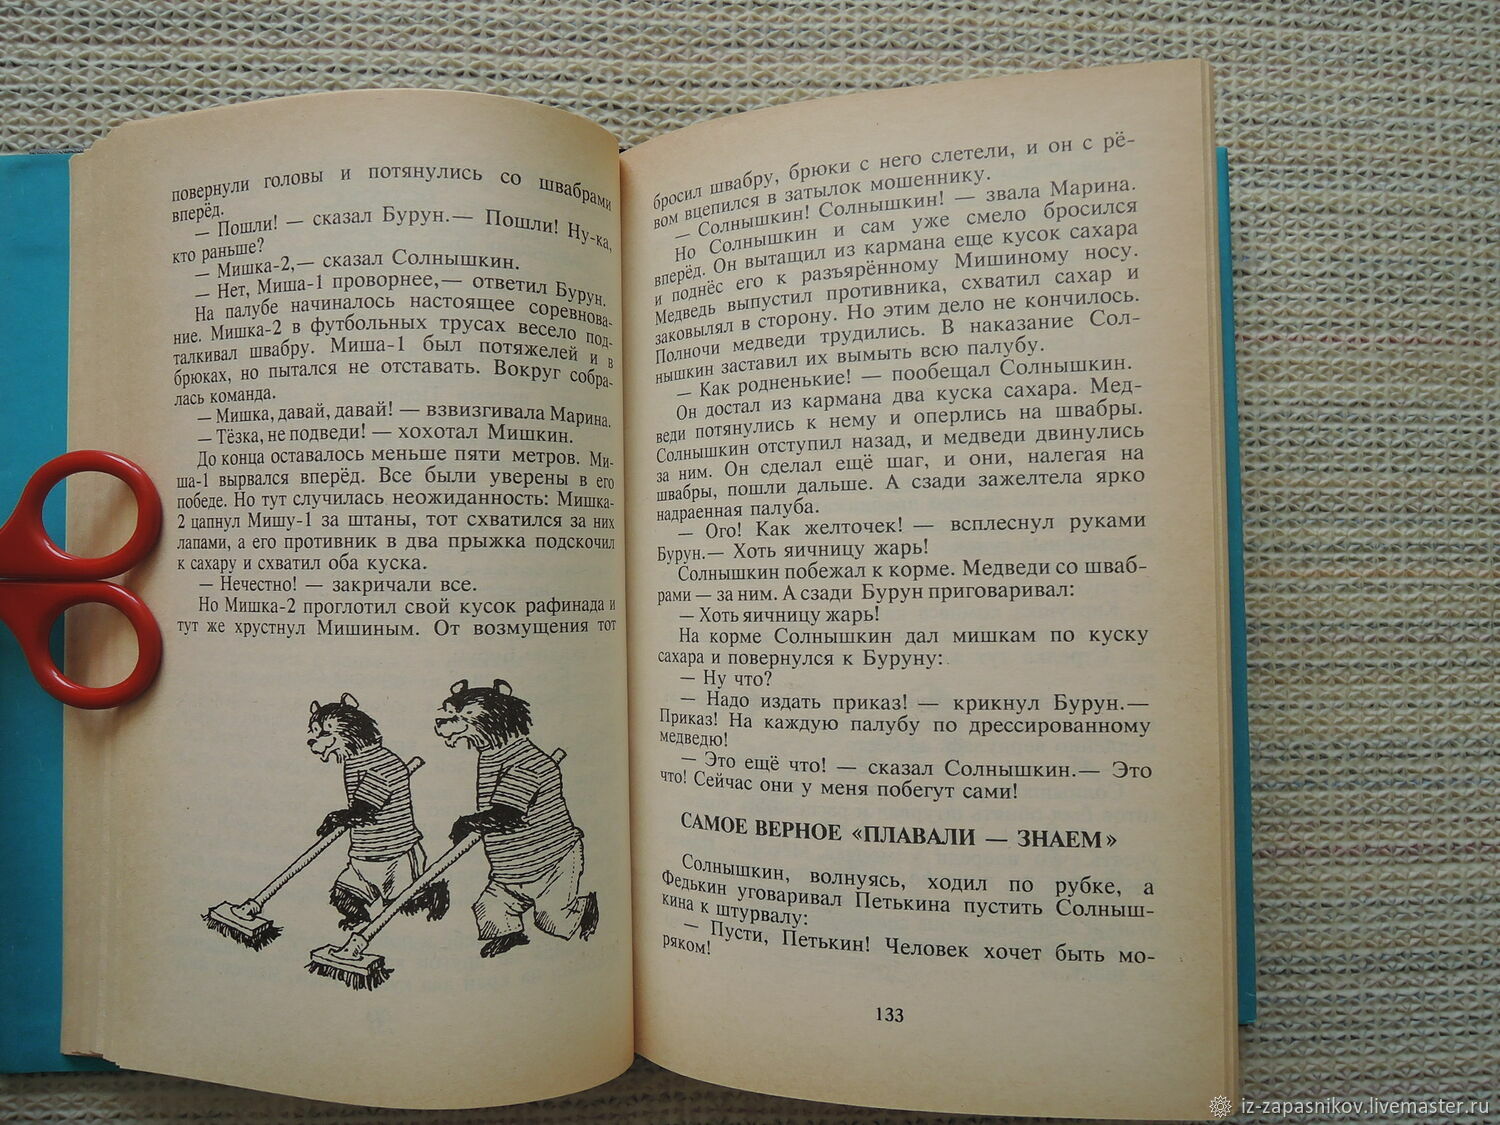 повернули головы и потянулись со швабрами
вперёд.
— Пошли! — сказал Бурун.— Пошли! Ну-ка,
кто раньше?
— Мишка-2,— сказал Солнышкин.
— Нет, Миша-1 проворнее,— ответил Бурун.
На палубе начиналось настоящее соревнова-
ние. Мишка-2 в футбольных трусах весело под-
талкивал швабру. Миша-1 был потяжелей и в
брюках, но пытался не отставать. Вокруг собра-
лась команда.
— Мишка, давай, давай! — взвизгивала Марина.
— Тёзка, не подведи! — хохотал Мишкин.
До конца оставалось меньше пяти метров. Ми-
ша-1 вырвался вперёд. Все были уверены в его
победе. Но тут случилась неожиданность: Мишка-
2 цапнул Мишу-1 за штаны, тот схватился за них
лапами, а его противник в два прыжка подскочил
к сахару и схватил оба куска.
— Нечестно! — закричали все.
Но Мишка-2 проглотил свой кусок рафинада и
тут же хрустнул Мишиным. От возмущения тот
бросил швабру, брюки с него слетели, и он с рё-
вом вцепился в затылок мошеннику.
— Солнышкин! Солнышкин! — звала Марина.
Но Солнышкин и сам уже смело бросился
вперёд. Он вытащил из кармана еще кусок сахара
и поднёс его к разъярённому Мишиному носу.
Медведь выпустил противника, схватил сахар и
заковылял в сторону. Но этим дело не кончилось.
Полночи медведи трудились. В наказание Сол-
нышкин заставил их вымыть всю палубу.
— Как родненькие! — пообещал Солнышкин.
Он достал из кармана два куска сахара. Мед-
веди потянулись к нему и оперлись на швабры.
Солнышкин отступил назад, и медведи двинулись
за ним. Он сделал ещё шаг, и они, налегая на
швабры, пошли дальше. А сзади зажелтела ярко
надраенная палуба.
— Ого! Как желточек! — всплеснул руками
Бурун.— Хоть яичницу жарь!
Солнышкин побежал к корме. Медведи со шваб-
рами — за ним. А сзади Бурун приговаривал:
— Хоть яичницу жарь!
На корме Солнышкин дал мишкам по куску
сахара и повернулся к Буруну:
— Ну что?
— Надо издать приказ! — крикнул Бурун.—
Приказ! На каждую палубу по дрессированному
медведю!
— Это ещё что! — сказал Солнышкин.— Это
что! Сейчас они у меня побегут сами!
САМОЕ ВЕРНОЕ «ПЛАВАЛИ — ЗНАЕМ»
Солнышкин, волнуясь, ходил по рубке, а
Федькин уговаривал Петькина пустить Солныш-
кина к штурвалу:
— Пусти, Петькин! Человек хочет быть мо-
ряком!
133
iz-zapasnikov.livemaster.ru